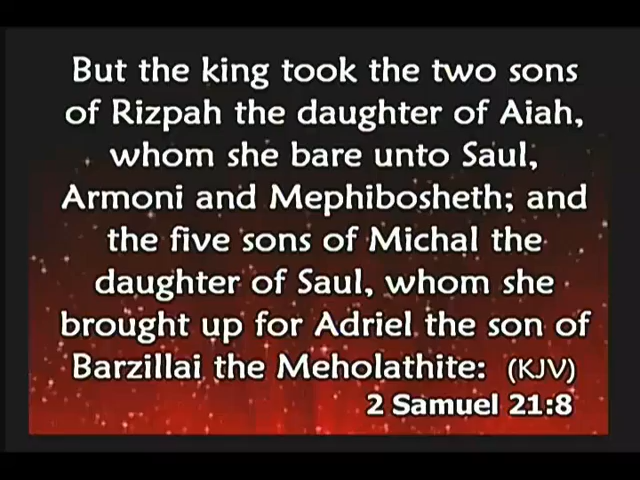 But the king took the two sons
of Rizpah the daughter of Aiah,
whom she bare unto Saul,
Armoni and Mephibosheth; and
the five sons of Michal the
daughter of Saul, whom she
brought up for Adriel the son of
Barzillai the Meholathite: (KJV)
2 Samuel 21:8